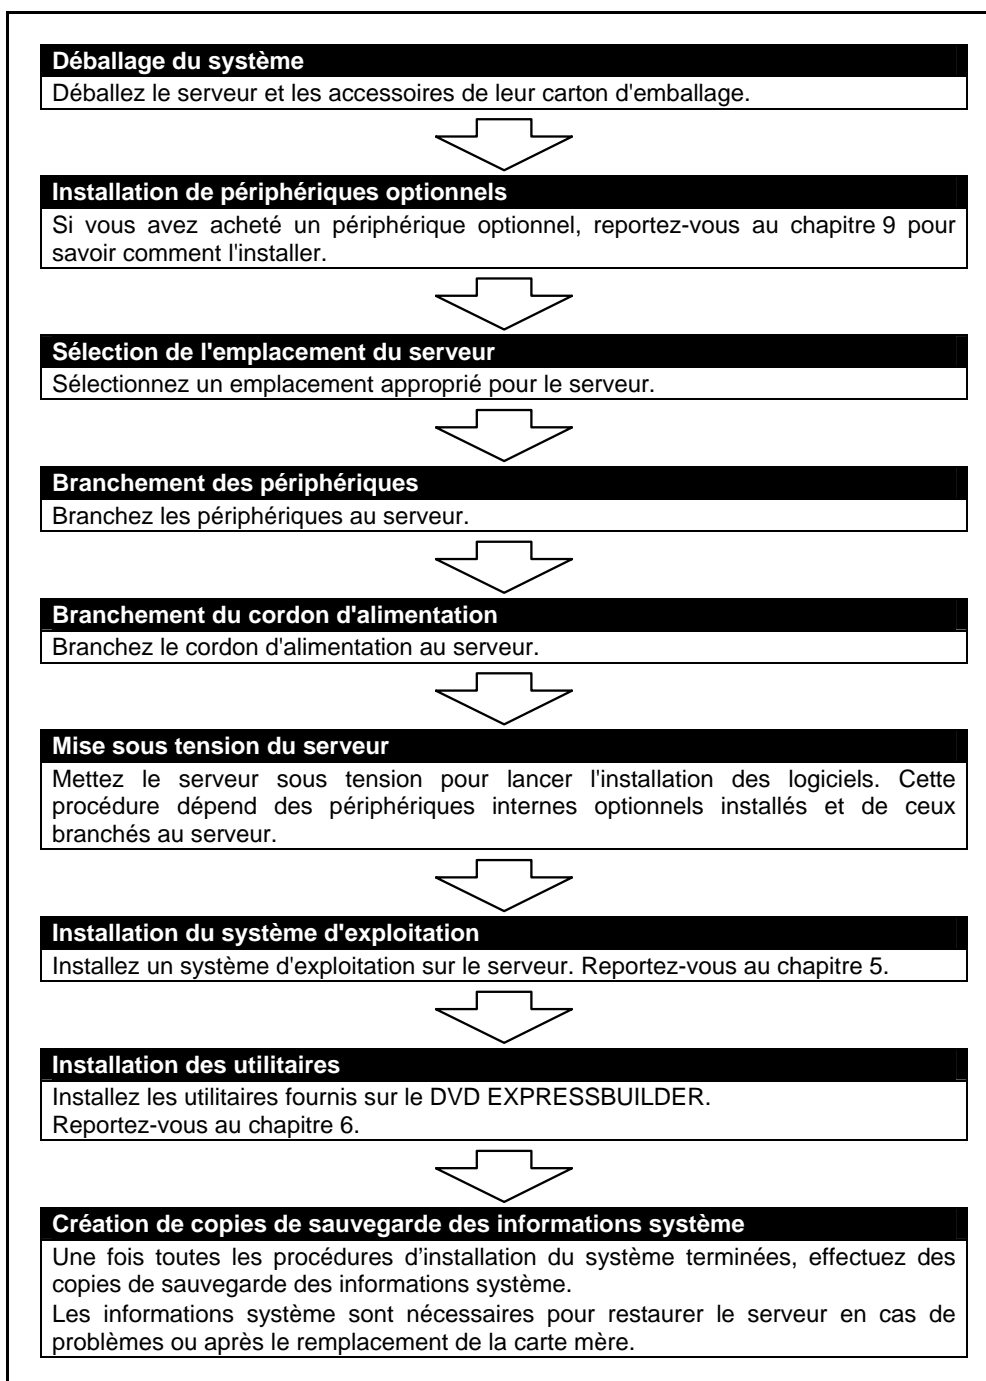 Déballage du système
Déballez le serveur et les accessoires de leur carton d'emballage.
Installation de périphériques optionnels
Si vous avez acheté un périphérique optionnel, reportez-vous au chapitre 9 pour
savoir comment l'installer.
Sélection de l'emplacement du serveur
Sélectionnez un emplacement approprié pour le serveur.
Branchement des périphériques
Branchez les périphériques au serveur.
Branchement du cordon d'alimentation
Branchez le cordon d'alimentation au serveur.
Mise sous tension du serveur
Mettez le serveur sous tension pour lancer l'installation des logiciels. Cette
procédure dépend des périphériques internes optionnels installés et de ceux
branchés au serveur.
Installation du système d'exploitation
Installez un système d'exploitation sur le serveur. Reportez-vous au chapitre 5.
Installation des utilitaires
Installez les utilitaires fournis sur le DVD EXPRESSBUILDER.
Reportez-vous au chapitre 6.
Création de copies de sauvegarde des informations système
Une fois toutes les procédures d’installation du système terminées, effectuez des
copies de sauvegarde des informations système.
Les informations système sont nécessaires pour restaurer le serveur en cas de
problèmes ou après le remplacement de la carte mère.